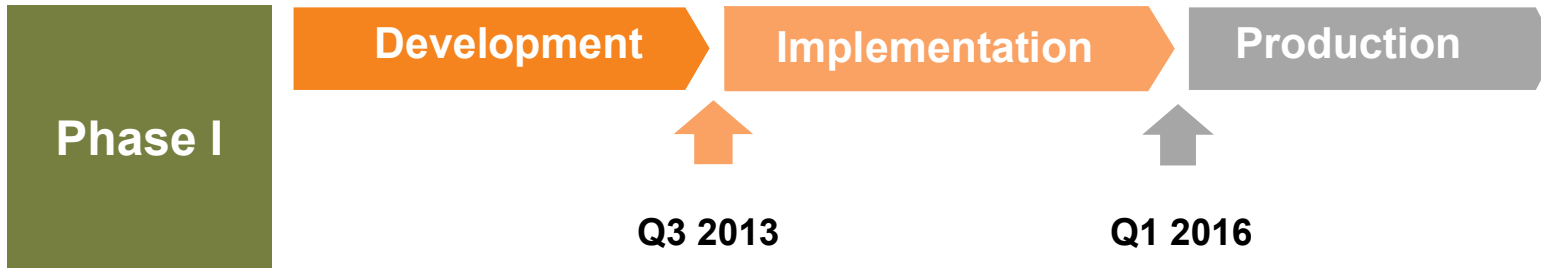 Development
Implementation
Production
Phase I
Q3 2013
Q1 2016